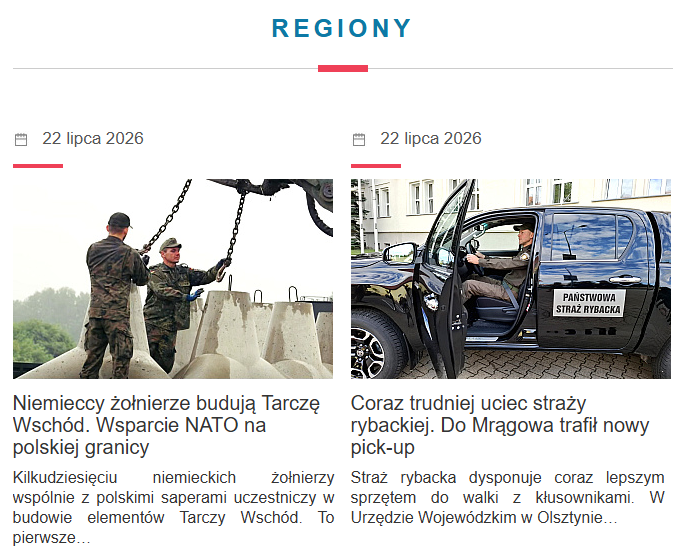 REGIONY
22 lipca 2026
Niemieccy żołnierze budują Tarczę
Wschód. Wsparcie NATO na
polskiej granicy
Kilkudziesięciu niemieckich żołnierzy
wspólnie z polskimi saperami uczestniczy w
budowie elementów Tarczy Wschód. To
pierwsze…
22 lipca 2026
PAŃSTWOWA
STRAŻ RYBACKA
Coraz trudniej uciec straży
rybackiej. Do Mrągowa trafił nowy
pick-up
Straż rybacka dysponuje coraz lepszym
sprzętem do walki z kłusownikami. W
Urzędzie Wojewódzkim w Olsztynie…